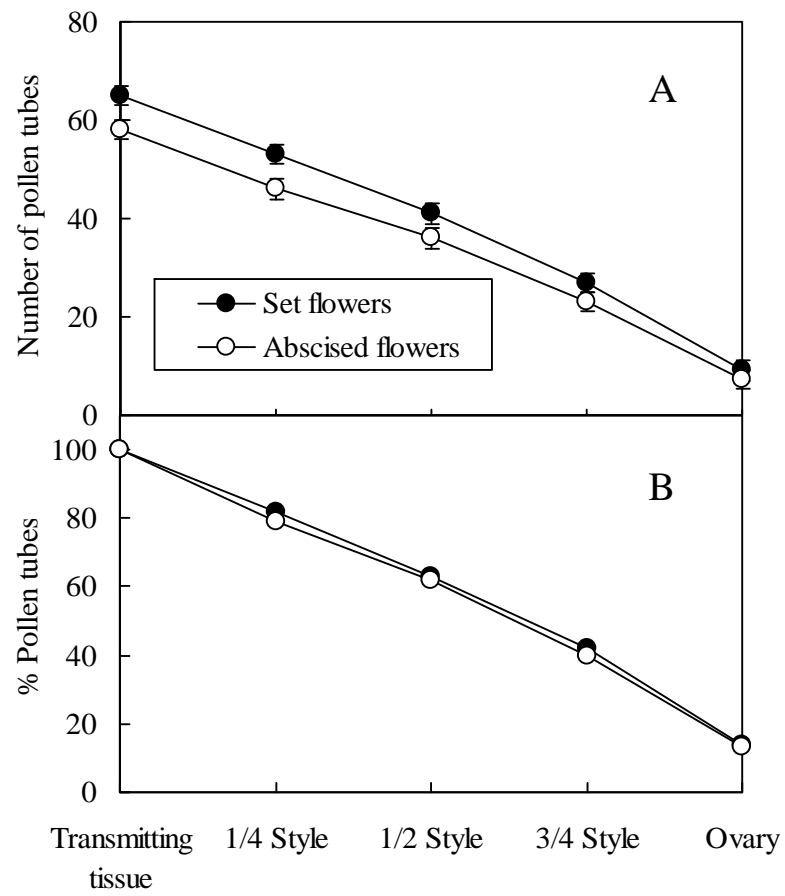 80
60
40
20
0
Number of pollen tubes
A
Set flowers
Abscised flowers
100
80
60
40
20
0
% Pollen tubes
B
Transmitting
tissue
1/4 Style
1/2 Style
3/4 Style
Ovary